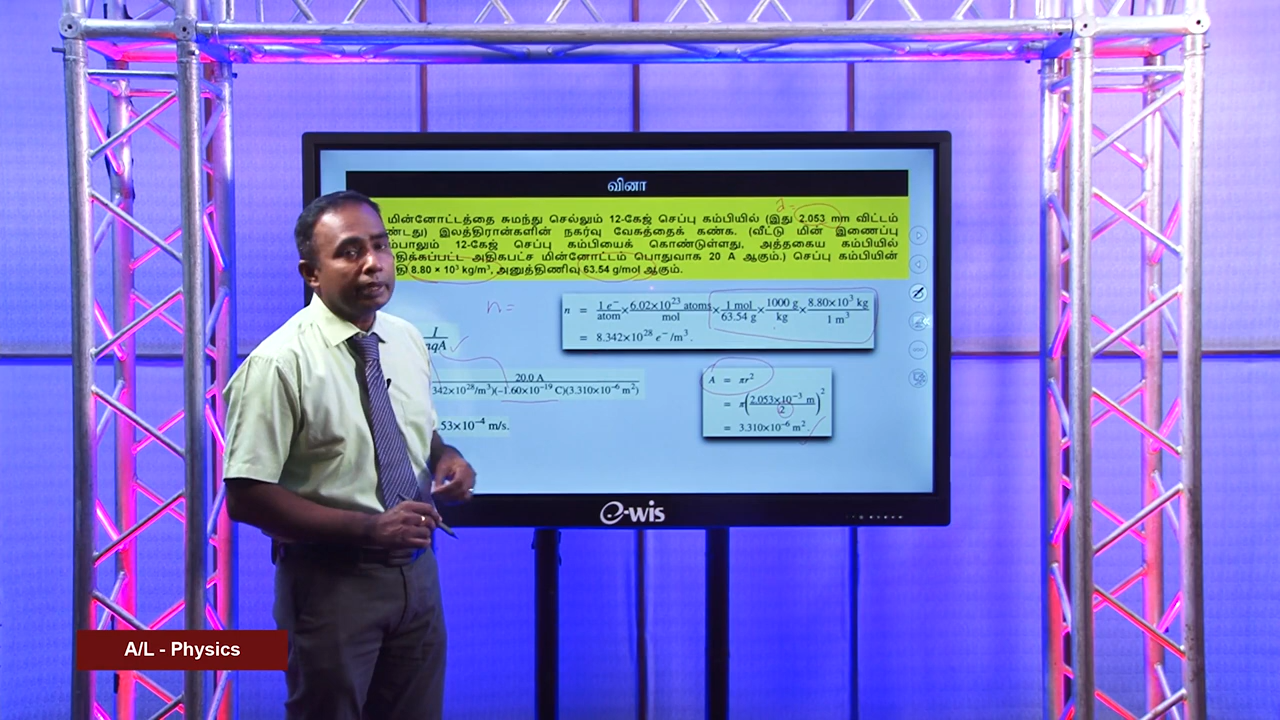 வினா
மின்னோட்டத்தை சுமந்து செல்லும் 12-கேஜ் செப்பு கம்பியில் (இது 2.053 mm விட்டம்
இலத்திரான்களின் நகர்வு வேகத்தைக் கண்க. (வீட்டு மின் இணைப்பு
12-கேஜ் செப்பு கம்பியைக் கொண்டுள்ளது, அத்தகைய கம்பியில்
அதிகபட்ச மின்னோட்டம் பொதுவாக 20 A ஆகும்.) செப்பு கம்பியின்
8.80 × 10³ kg/m³, அனுத்திணிவு 63.54 g/mol ஆகும்.
n =
n = 1 e⁻/atom × 6.02×10²³ atoms/mol × 1 mol/63.54 g × 1000 g/kg × 8.80×10³ kg/1 m³
= 8.342×10²⁸ e⁻/m³.
I/nqA
20.0 A/342×10²⁸/m³)(−1.60×10⁻¹⁹ C)(3.310×10⁻⁶ m²)
.53×10⁻⁴ m/s.
A = πr²
= π(2.053×10⁻³ m/2)²
= 3.310×10⁻⁶ m².
e-wis
A/L - Physics